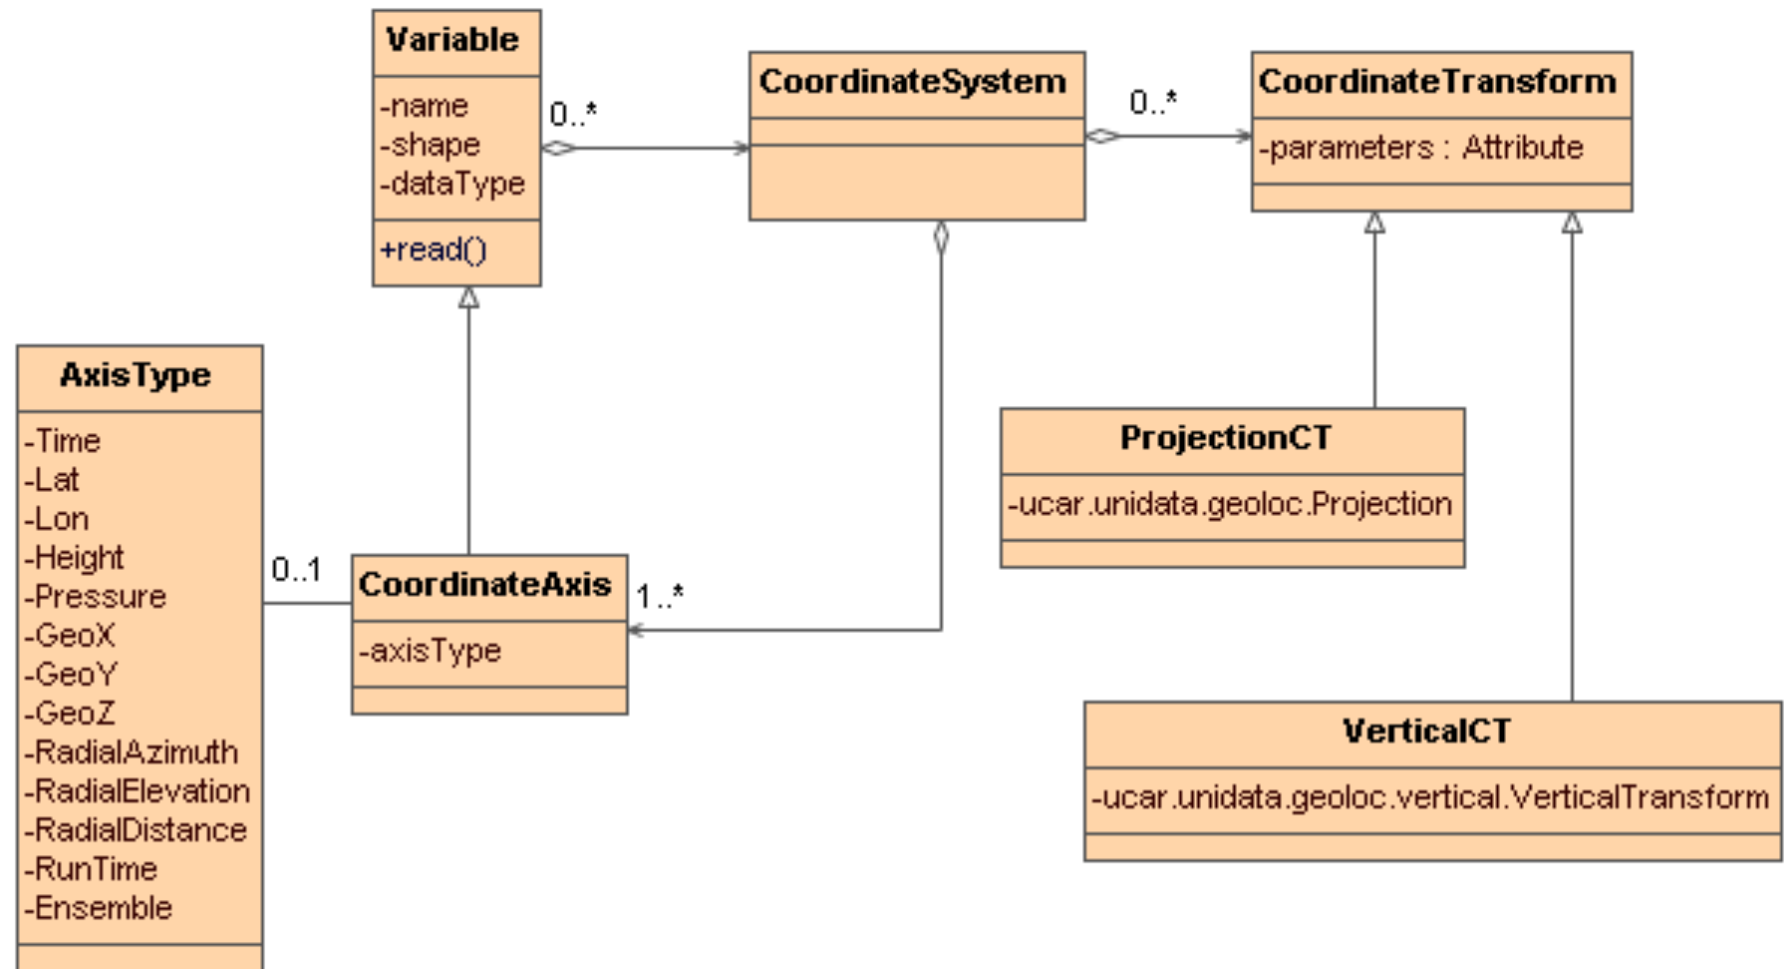 Variable
-name
-shape
-dataType
+read()
0..*
CoordinateSystem
0..*
CoordinateTransform
-parameters : Attribute
AxisType
-Time
-Lat
-Lon
-Height
-Pressure
-GeoX
-GeoY
-GeoZ
-RadialAzimuth
-RadialElevation
-RadialDistance
-RunTime
-Ensemble
0..1
CoordinateAxis
-axisType
1..*
ProjectionCT
-ucar.unidata.geoloc.Projection
VerticalCT
-ucar.unidata.geoloc.vertical.VerticalTransform